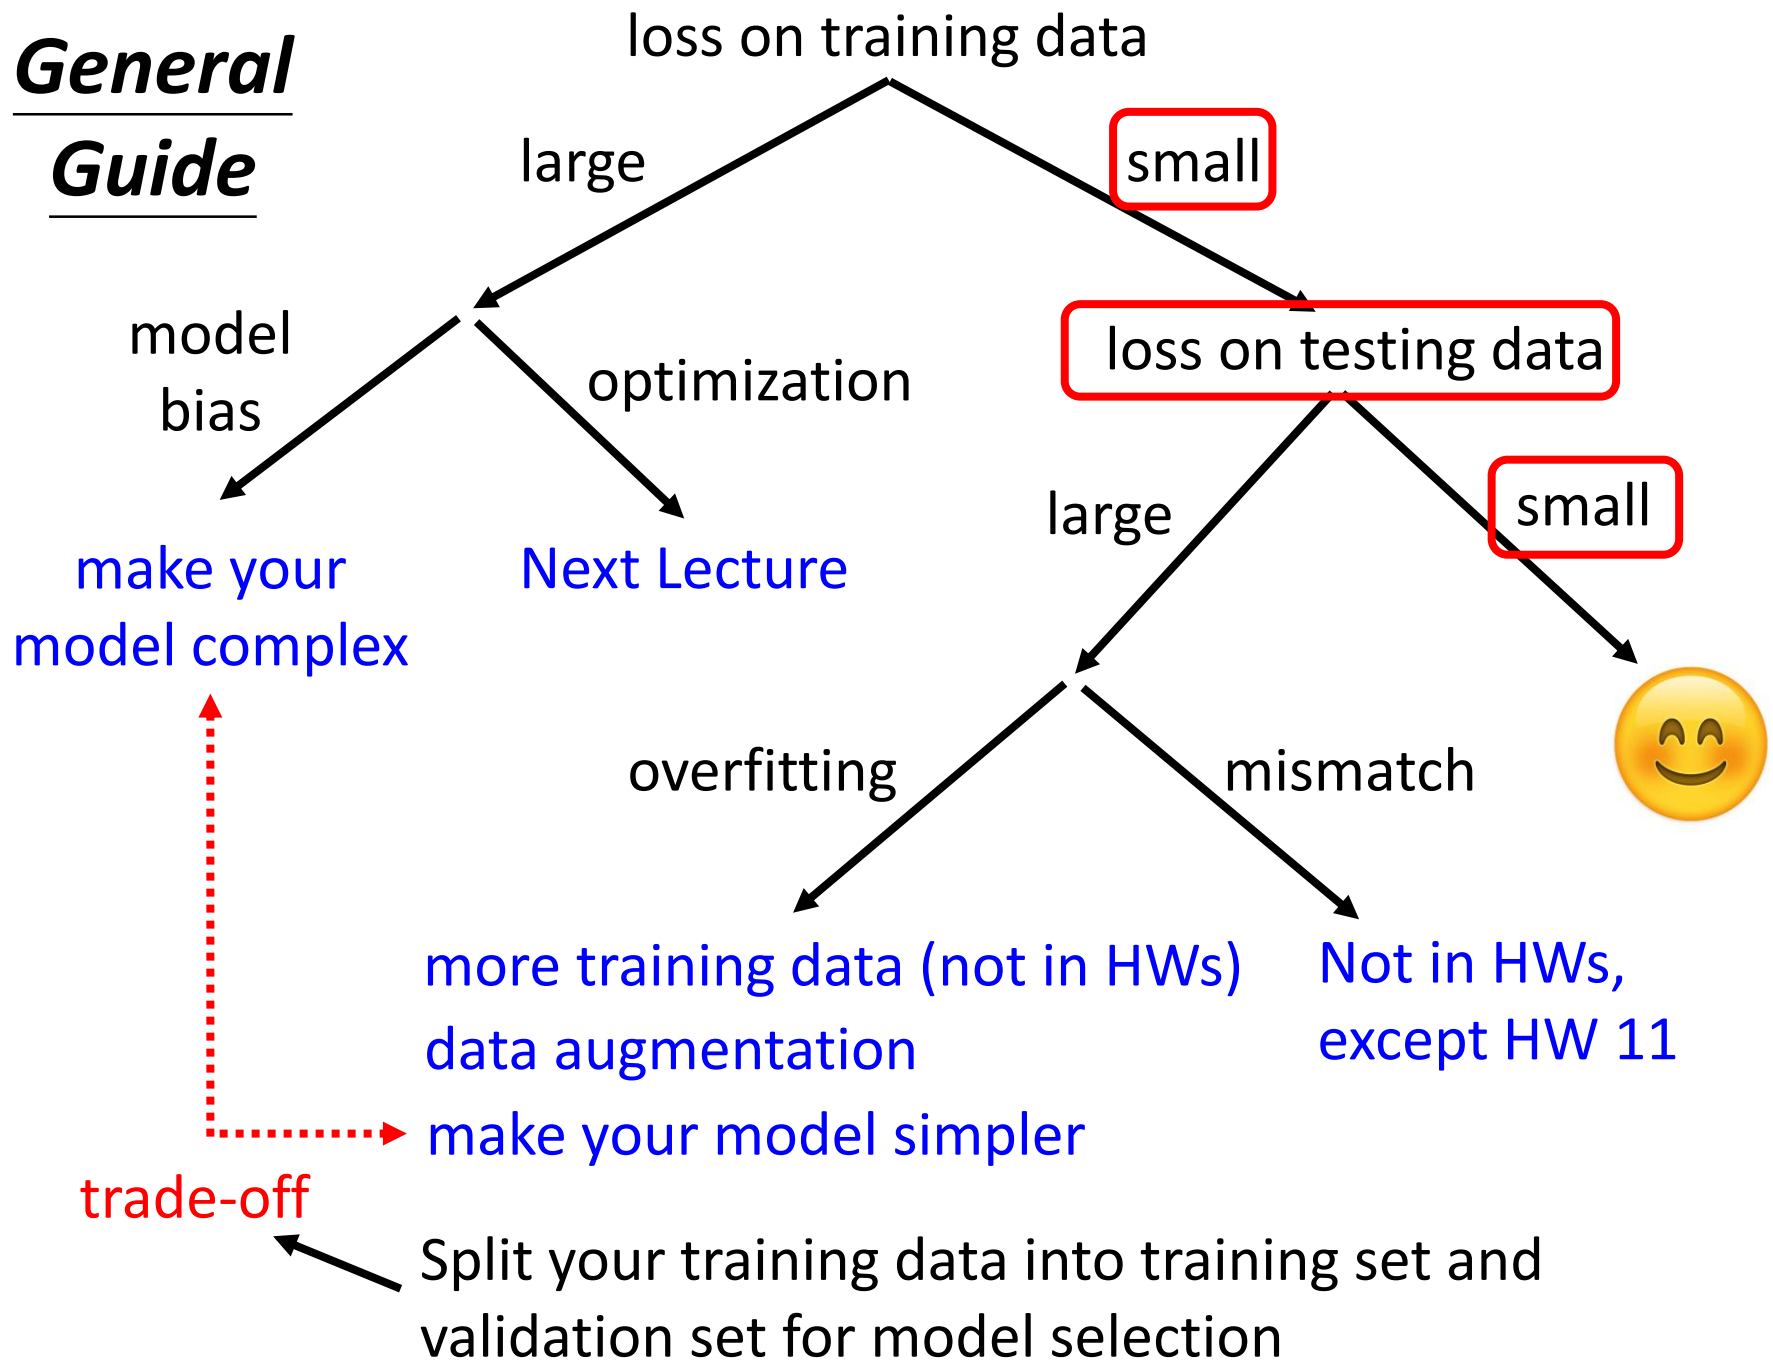 General
Guide
loss on training data
large
small
model
bias
optimization
loss on testing data
large
small
make your
model complex
Next Lecture
overfitting
mismatch
more training data (not in HWs)
data augmentation
make your model simpler
Not in HWs,
except HW 11
trade-off
Split your training data into training set and
validation set for model selection